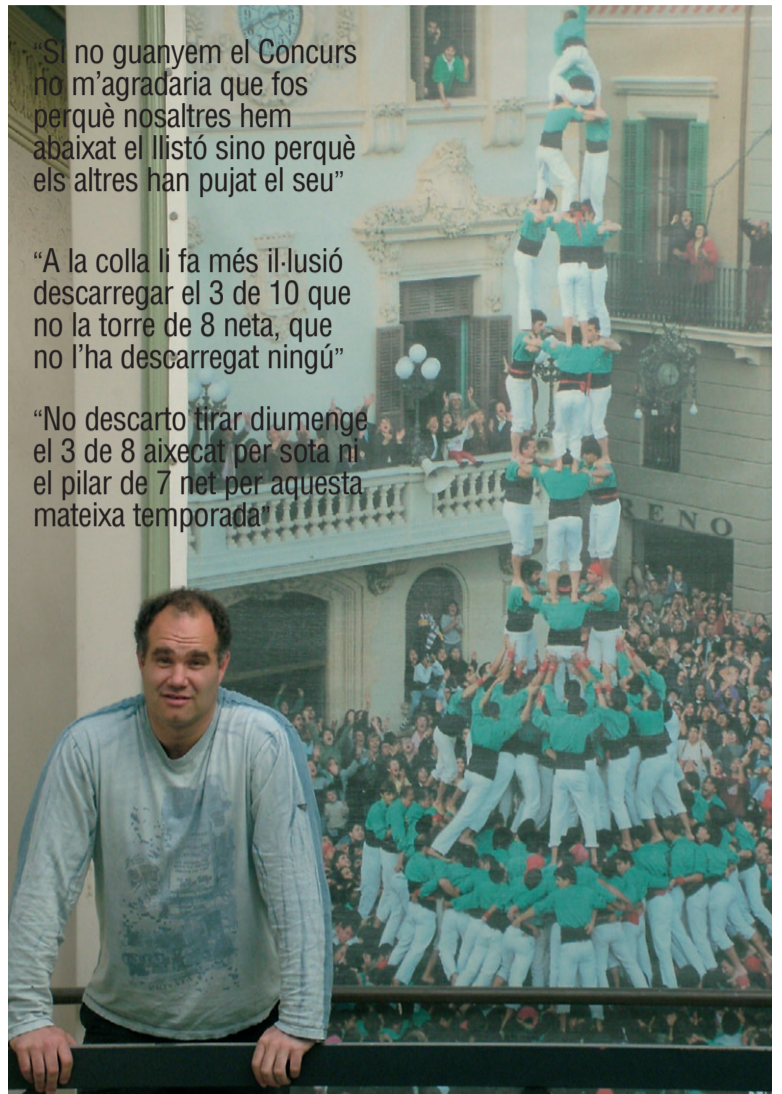 “Si no guanyem el Concurs
no m’agradaria que fos
perquè nosaltres hem
abaixat el llistó sino perquè
els altres han pujat el seu”
“A la colla li fa més il·lusió
descarregar el 3 de 10 que
no la torre de 8 neta, que
no l’ha descarregat ningú”
“No descarto tirar diumenge
el 3 de 8 aixecat per sota ni
el pilar de 7 net per aquesta
mateixa temporada”
RENO